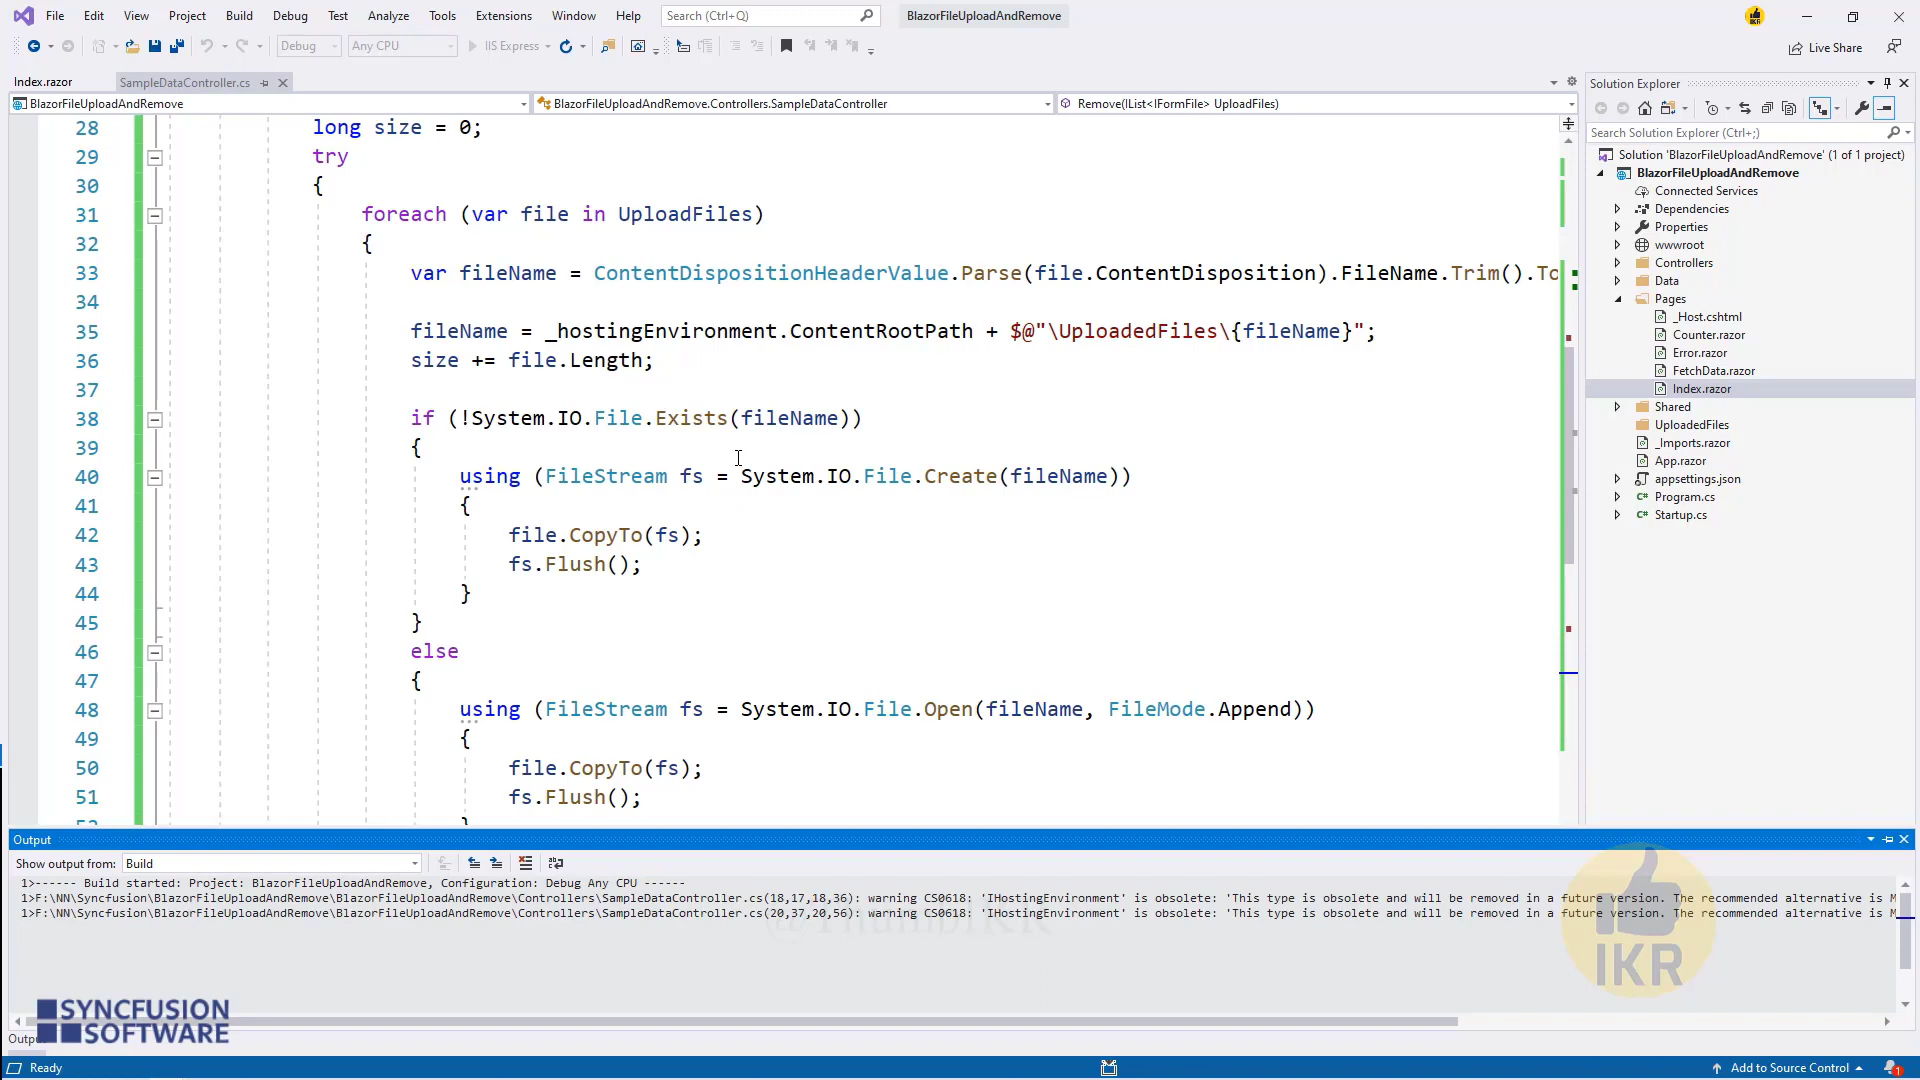 File Edit View Project Build Debug Test Analyze Tools Extensions Window Help Search (Ctrl+Q) BlazorFileUploadAndRemove
Debug Any CPU IIS Express Live Share
Index.razor SampleDataController.cs
BlazorFileUploadAndRemove BlazorFileUploadAndRemove.Controllers.SampleDataController Remove(IList<IFormFile> UploadFiles)
28 long size = 0;
29 try
30 {
31 foreach (var file in UploadFiles)
32 {
33 var fileName = ContentDispositionHeaderValue.Parse(file.ContentDisposition).FileName.Trim().To
34
35 fileName = _hostingEnvironment.ContentRootPath + $@"\UploadedFiles\{fileName}";
36 size += file.Length;
37
38 if (!System.IO.File.Exists(fileName))
39 {
40 using (FileStream fs = System.IO.File.Create(fileName))
41 {
42 file.CopyTo(fs);
43 fs.Flush();
44 }
45 }
46 else
47 {
48 using (FileStream fs = System.IO.File.Open(fileName, FileMode.Append))
49 {
50 file.CopyTo(fs);
51 fs.Flush();
52 }
Solution Explorer
Search Solution Explorer (Ctrl+;)
Solution 'BlazorFileUploadAndRemove' (1 of 1 project)
BlazorFileUploadAndRemove
Connected Services
Dependencies
Properties
wwwroot
Controllers
Data
Pages
_Host.cshtml
Counter.razor
Error.razor
FetchData.razor
Index.razor
Shared
UploadedFiles
_Imports.razor
App.razor
appsettings.json
Program.cs
Startup.cs
Output
Show output from: Build
1>------ Build started: Project: BlazorFileUploadAndRemove, Configuration: Debug Any CPU ------
1>F:\NN\Syncfusion\BlazorFileUploadAndRemove\BlazorFileUploadAndRemove\Controllers\SampleDataController.cs(18,17,18,36): warning CS0618: 'IHostingEnvironment' is obsolete: 'This type is obsolete and will be removed in a future version. The recommended alternative is M
1>F:\NN\Syncfusion\BlazorFileUploadAndRemove\BlazorFileUploadAndRemove\Controllers\SampleDataController.cs(20,37,20,56): warning CS0618: 'IHostingEnvironment' is obsolete: 'This type is obsolete and will be removed in a future version. The recommended alternative is M
@ThumbIKR
IKR
SYNCFUSION
SOFTWARE
Outpu
Ready Add to Source Control 1